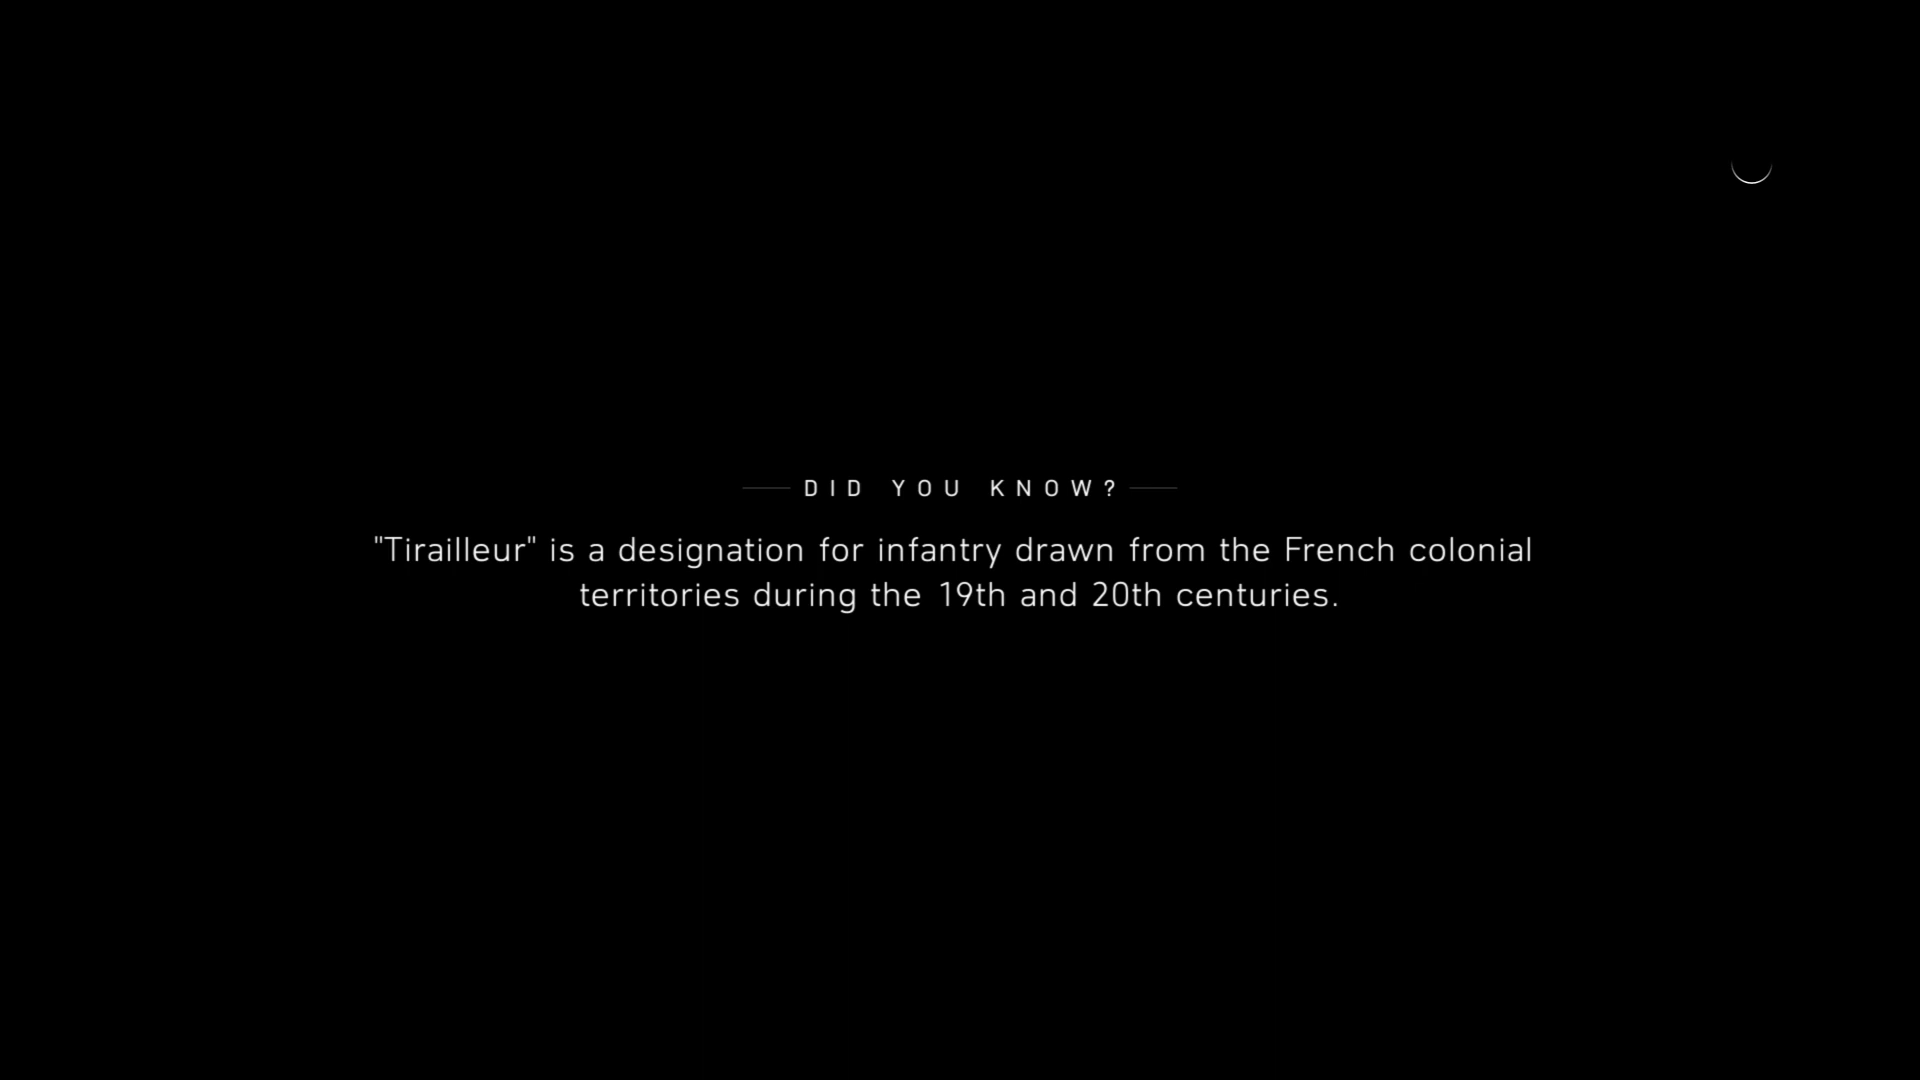 DID YOU KNOW?
"Tirailleur" is a designation for infantry drawn from the French colonial
territories during the 19th and 20th centuries.